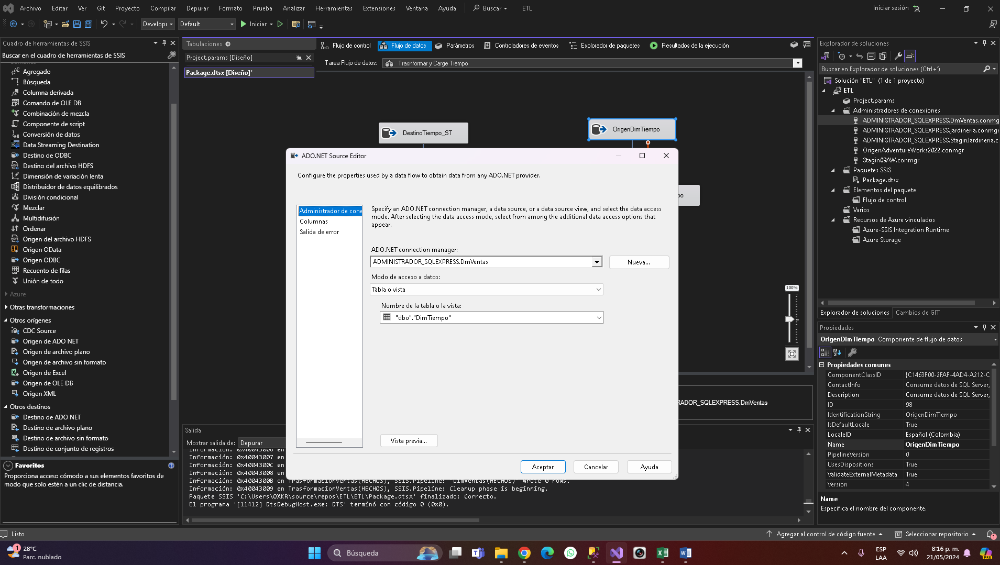 Archivo Editar Ver Git Proyecto Compilar Depurar Formato Prueba Analizar Herramientas Extensiones Ventana Ayuda Buscar ETL Iniciar sesión
Developi Default Iniciar
Cuadro de herramientas de SSIS
Buscar en el cuadro de herramientas de SSIS
Agregado
Búsqueda
Columna derivada
Comando de OLE DB
Combinación de mezcla
Componente de script
Conversión de datos
Data Streaming Destination
Destino de ODBC
Destino del archivo HDFS
Dimensión de variación lenta
Distribuidor de datos equilibrados
División condicional
Mezclar
Multidifusión
Ordenar
Origen del archivo HDFS
Origen OData
Origen ODBC
Recuento de filas
Unión de todo
Azure
Otras transformaciones
Otros orígenes
CDC Source
Origen de ADO NET
Origen de archivo plano
Origen de archivo sin formato
Origen de Excel
Origen de OLE DB
Origen XML
Otros destinos
Destino de ADO NET
Destino de archivo plano
Destino de archivo sin formato
Destino de conjunto de registros
Favoritos
Proporciona acceso cómodo a sus elementos favoritos de
modo que solo estén a un clic de distancia.
Tabulaciones
Project.params [Diseño]
Package.dtsx [Diseño]*
Flujo de control Flujo de datos Parámetros Controladores de eventos Explorador de paquetes Resultados de la ejecución
Tarea Flujo de datos: Trasnformar y Carge Tiempo
DestinoTiempo_ST
OrigenDimTiempo
po
100%
RADOR_SQLEXPRESS.DmVentas
ADO.NET Source Editor
Configure the properties used by a data flow to obtain data from any ADO.NET provider.
Administrador de cone
Columnas
Salida de error
Specify an ADO.NET connection manager, a data source, or a data source view, and select the data access
mode. After selecting the data access mode, select from among the additional data access options that
appear.
ADO.NET connection manager:
ADMINISTRADOR_SQLEXPRESS.DmVentas
Nueva...
Modo de acceso a datos:
Tabla o vista
Nombre de la tabla o la vista:
"dbo"."DimTiempo"
Vista previa...
Aceptar Cancelar Ayuda
Salida
Mostrar salida de: Depurar
Información: 0x40043006 en
Información: 0x40043007 en
Información: 0x4004300C en
Información: 0x40043008 en
Información: 0x4004300B en TrasformacionVentas(HECHOS), SSIS.Pipeline: "DimVentas(HECHOS)" wrote 0 rows.
Información: 0x40043009 en TrasformacionVentas(HECHOS), SSIS.Pipeline: Cleanup phase is beginning.
Paquete SSIS 'C:\Users\OXKR\source\repos\ETL\ETL\Package.dtsx' finalizado: Correcto.
El programa '[11412] DtsDebugHost.exe: DTS' terminó con código 0 (0x0).
Explorador de soluciones
Buscar en Explorador de soluciones (Ctrl+´)
Solución "ETL" (1 de 1 proyecto)
ETL
Project.params
Administradores de conexiones
ADMINISTRADOR_SQLEXPRESS.DmVentas.conmg
ADMINISTRADOR_SQLEXPRESS.jardineria.conmgr
ADMINISTRADOR_SQLEXPRESS.StaginJardineria.c
OrigenAdventureWorks2022.conmgr
Stagin09AW.conmgr
Paquetes SSIS
Package.dtsx
Elementos del paquete
Flujo de control
Varios
Recursos de Azure vinculados
Azure-SSIS Integration Runtime
Azure Storage
Explorador de soluciones Cambios de GIT
Propiedades
OrigenDimTiempo Componente de flujo de datos
Propiedades comunes
ComponentClassID {C1463F00-2FAF-4AD4-A212-C
ContactInfo Consume datos de SQL Server,
Description Consume datos de SQL Server,
ID 98
IdentificationString OrigenDimTiempo
IsDefaultLocale True
LocaleID Español (Colombia)
Name OrigenDimTiempo
PipelineVersion 0
UsesDispositions True
ValidateExternalMetadata True
Version 4
Name
Especifica el nombre del componente.
Listo Agregar al control de código fuente Seleccionar repositorio 1
1 28°C
Parc. nublado
Búsqueda
ESP
LAA
8:16 p. m.
21/05/2024
PRE